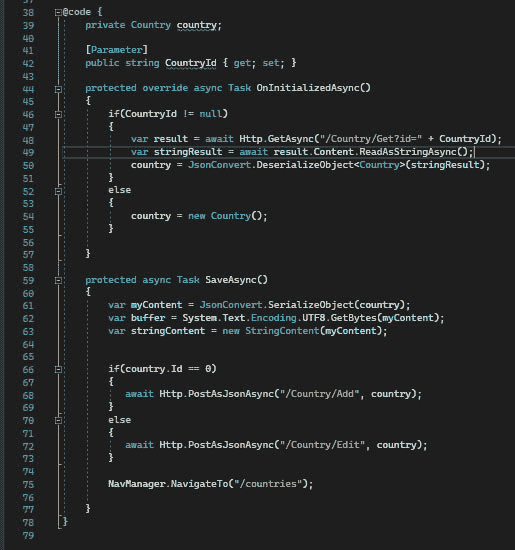 38 @code {
39 private Country country;
40
41 [Parameter]
42 public string CountryId { get; set; }
43
44 protected override async Task OnInitializedAsync()
45 {
46 if(CountryId != null)
47 {
48 var result = await Http.GetAsync("/Country/Get?id=" + CountryId);
49 var stringResult = await result.Content.ReadAsStringAsync();
50 country = JsonConvert.DeserializeObject<Country>(stringResult);
51 }
52 else
53 {
54 country = new Country();
55 }
56
57 }
58
59 protected async Task SaveAsync()
60 {
61 var myContent = JsonConvert.SerializeObject(country);
62 var buffer = System.Text.Encoding.UTF8.GetBytes(myContent);
63 var stringContent = new StringContent(myContent);
64
65
66 if(country.Id == 0)
67 {
68 await Http.PostAsJsonAsync("/Country/Add", country);
69 }
70 else
71 {
72 await Http.PostAsJsonAsync("/Country/Edit", country);
73 }
74
75 NavManager.NavigateTo("/countries");
76
77 }
78 }
79